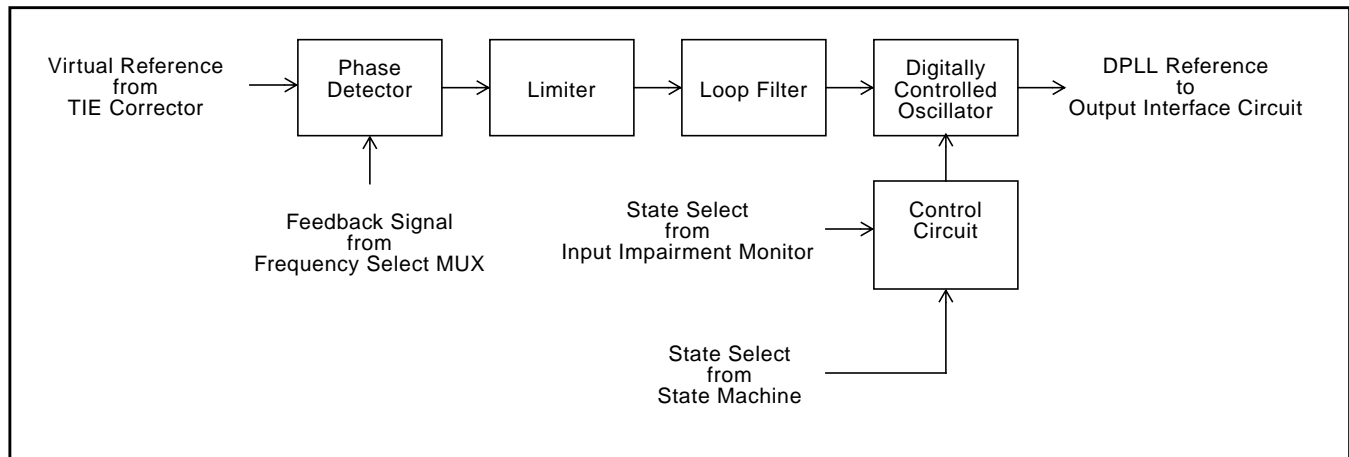 Virtual Reference
from
TIE Corrector
Phase
Detector
Limiter
Loop Filter
Digitally
Controlled
Oscillator
DPLL Reference
to
Output Interface Circuit
Feedback Signal
from
Frequency Select MUX
State Select
from
Input Impairment Monitor
Control
Circuit
State Select
from
State Machine